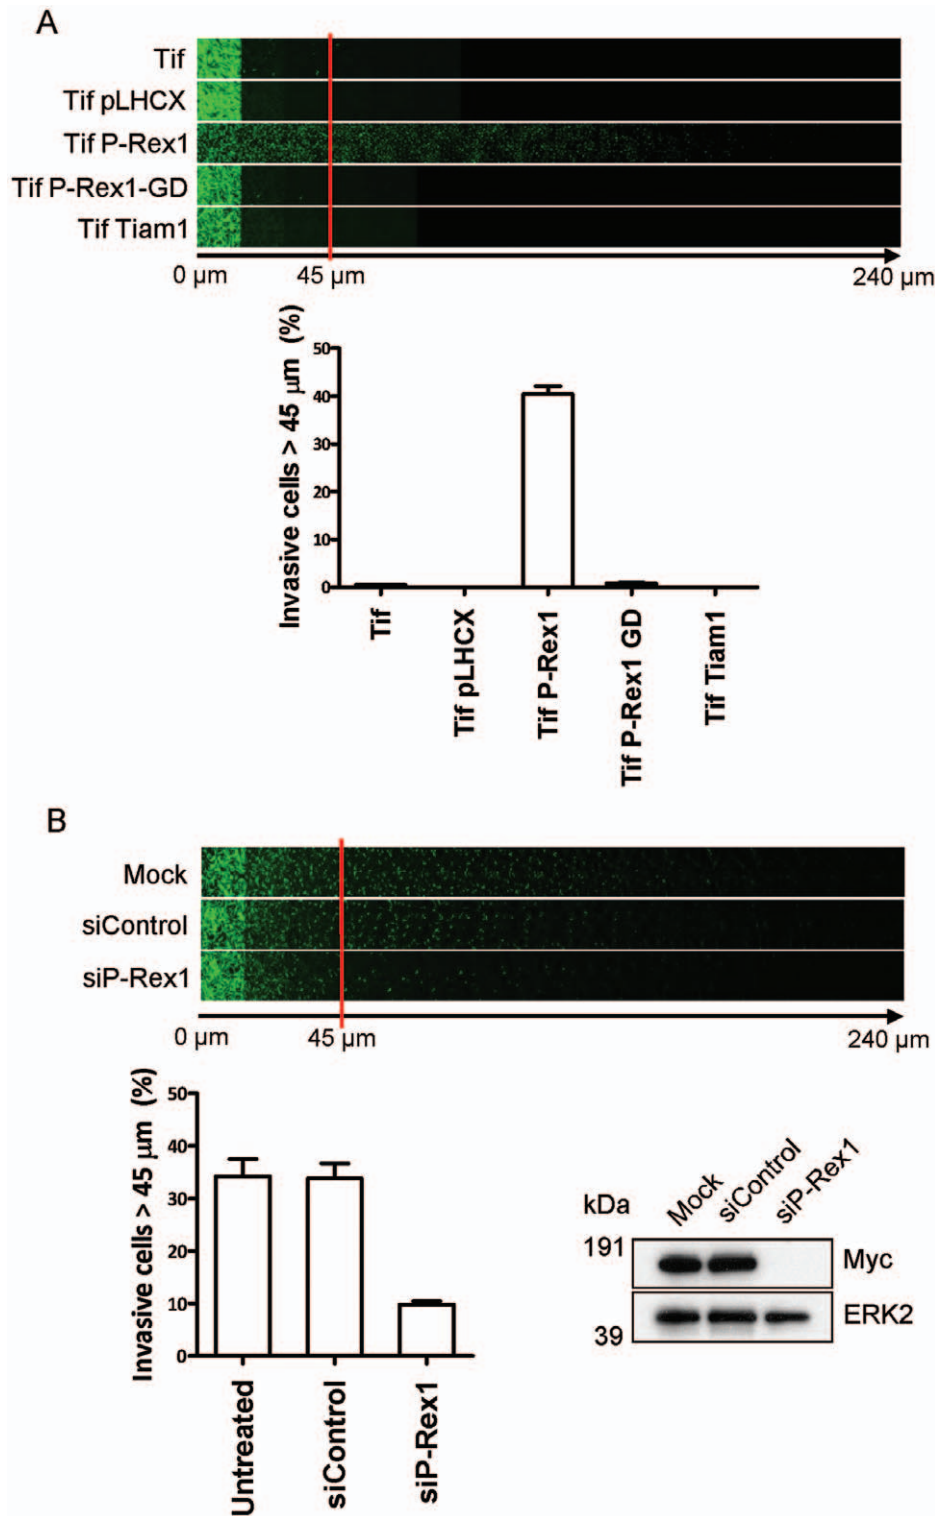 A
Tif
Tif pLHCX
Tif P-Rex1
Tif P-Rex1-GD
Tif Tiam1
0 µm 45 µm 240 µm
Invasive cells > 45 µm (%)
50
40
30
20
10
0
Tif
Tif pLHCX
Tif P-Rex1
Tif P-Rex1 GD
Tif Tiam1
B
Mock
siControl
siP-Rex1
0 µm 45 µm 240 µm
Invasive cells > 45 µm (%)
50
40
30
20
10
0
Untreated
siControl
siP-Rex1
kDa
Mock
siControl
siP-Rex1
191
Myc
ERK2
39